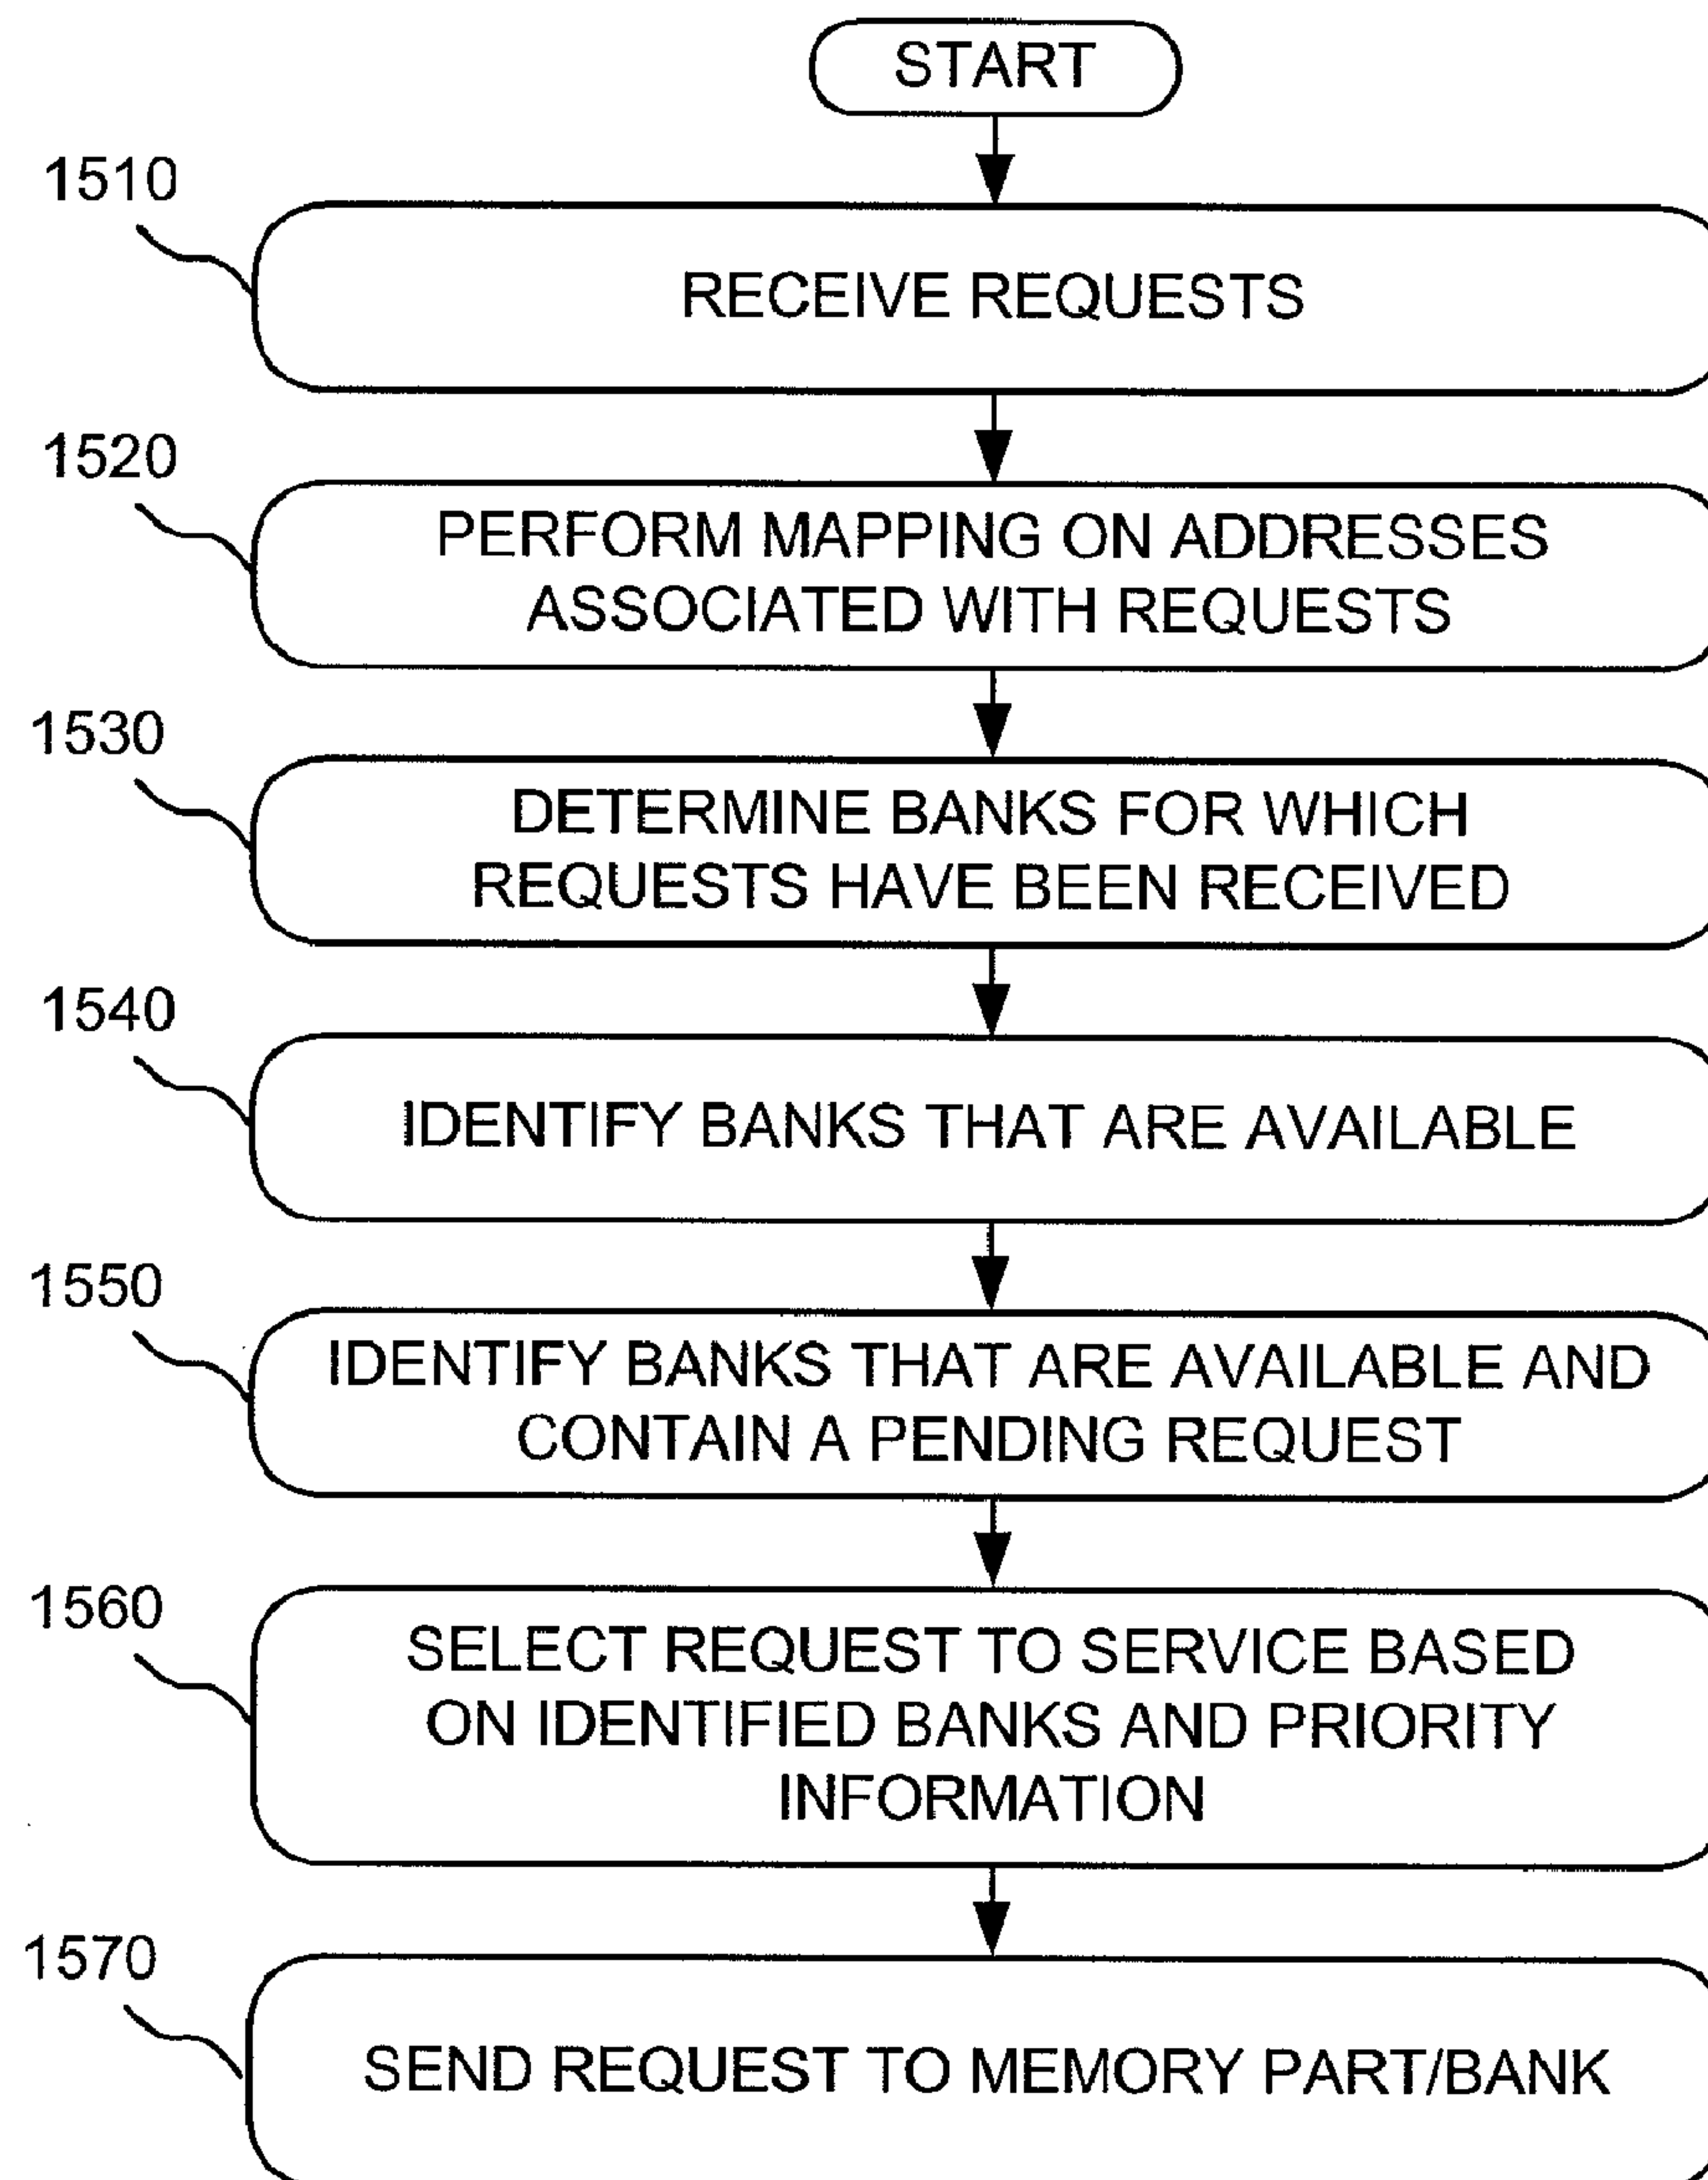 START
1510
RECEIVE REQUESTS
1520
PERFORM MAPPING ON ADDRESSES
ASSOCIATED WITH REQUESTS
1530
DETERMINE BANKS FOR WHICH
REQUESTS HAVE BEEN RECEIVED
1540
IDENTIFY BANKS THAT ARE AVAILABLE
1550
IDENTIFY BANKS THAT ARE AVAILABLE AND
CONTAIN A PENDING REQUEST
1560
SELECT REQUEST TO SERVICE BASED
ON IDENTIFIED BANKS AND PRIORITY
INFORMATION
1570
SEND REQUEST TO MEMORY PART/BANK